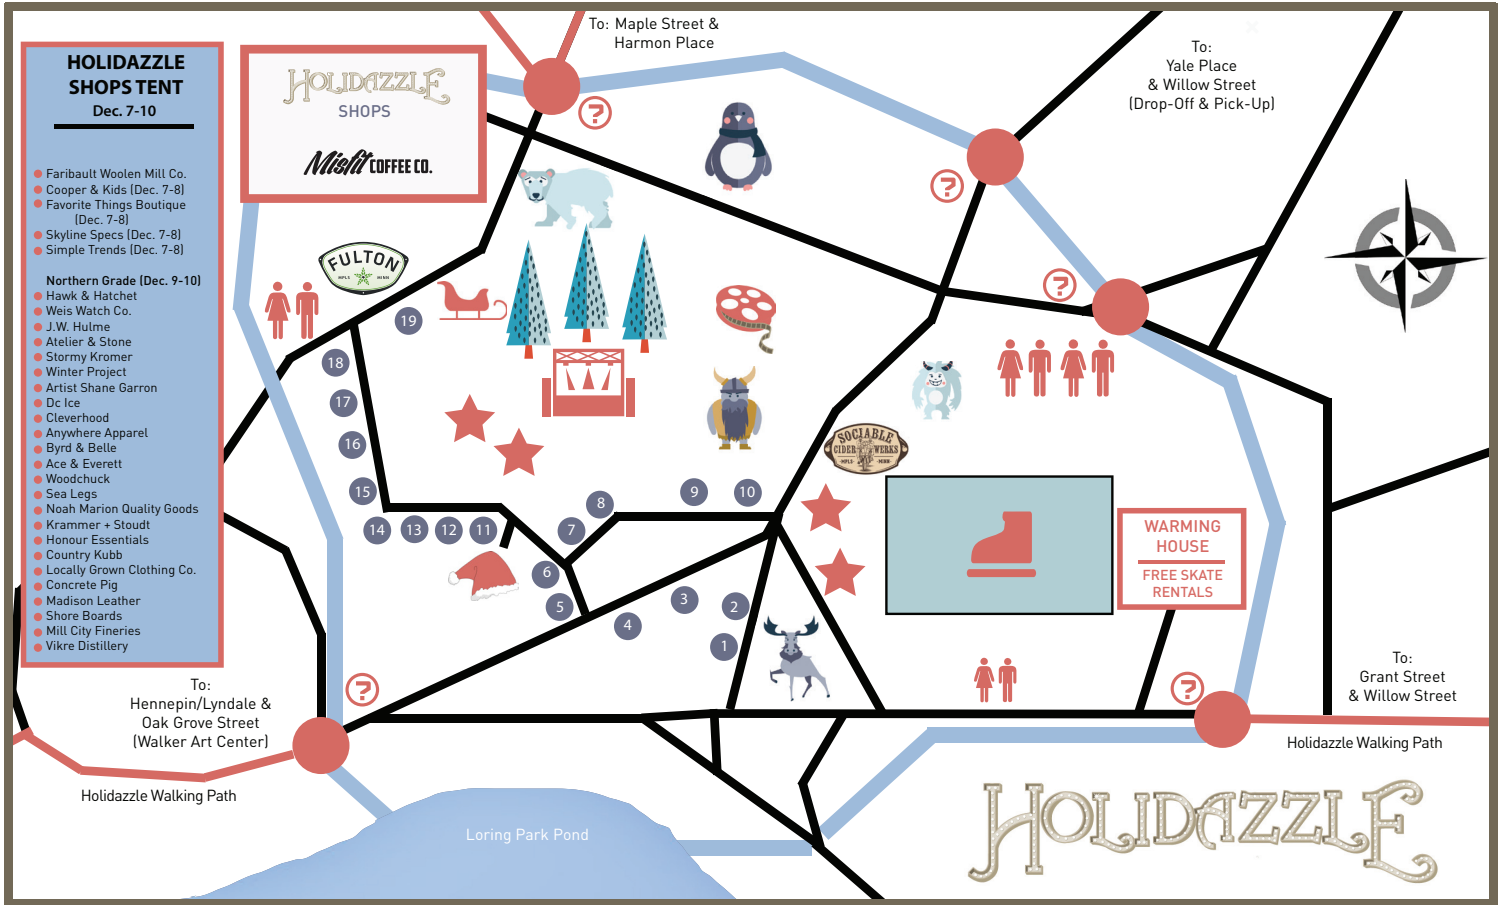 HOLIDAZZLE
SHOPS TENT
Dec. 7-10
Faribault Woolen Mill Co.
Cooper & Kids (Dec. 7-8)
Favorite Things Boutique
(Dec. 7-8)
Skyline Specs (Dec. 7-8)
Simple Trends (Dec. 7-8)
Northern Grade (Dec. 9-10)
Hawk & Hatchet
Weis Watch Co.
J.W. Hulme
Atelier & Stone
Stormy Kromer
Winter Project
Artist Shane Garron
Dc Ice
Cleverhood
Anywhere Apparel
Byrd & Belle
Ace & Everett
Woodchuck
Sea Legs
Noah Marion Quality Goods
Krammer + Stoudt
Honour Essentials
Country Kubb
Locally Grown Clothing Co.
Concrete Pig
Madison Leather
Shore Boards
Mill City Fineries
Vikre Distillery
HOLIDAZZLE
SHOPS
Misfit COFFEE CO.
To: Maple Street &
Harmon Place
?
To:
Yale Place
& Willow Street
(Drop-Off & Pick-Up)
?
?
FULTON
MPLS MINN
19
18
17
16
15
14
13
12
11
10
9
8
7
6
5
4
3
2
1
SOCIABLE
CIDER WERKS
MPLS MINN
WARMING
HOUSE
FREE SKATE
RENTALS
?
To:
Grant Street
& Willow Street
Holidazzle Walking Path
?
To:
Hennepin/Lyndale &
Oak Grove Street
(Walker Art Center)
Holidazzle Walking Path
Loring Park Pond
HOLIDAZZLE